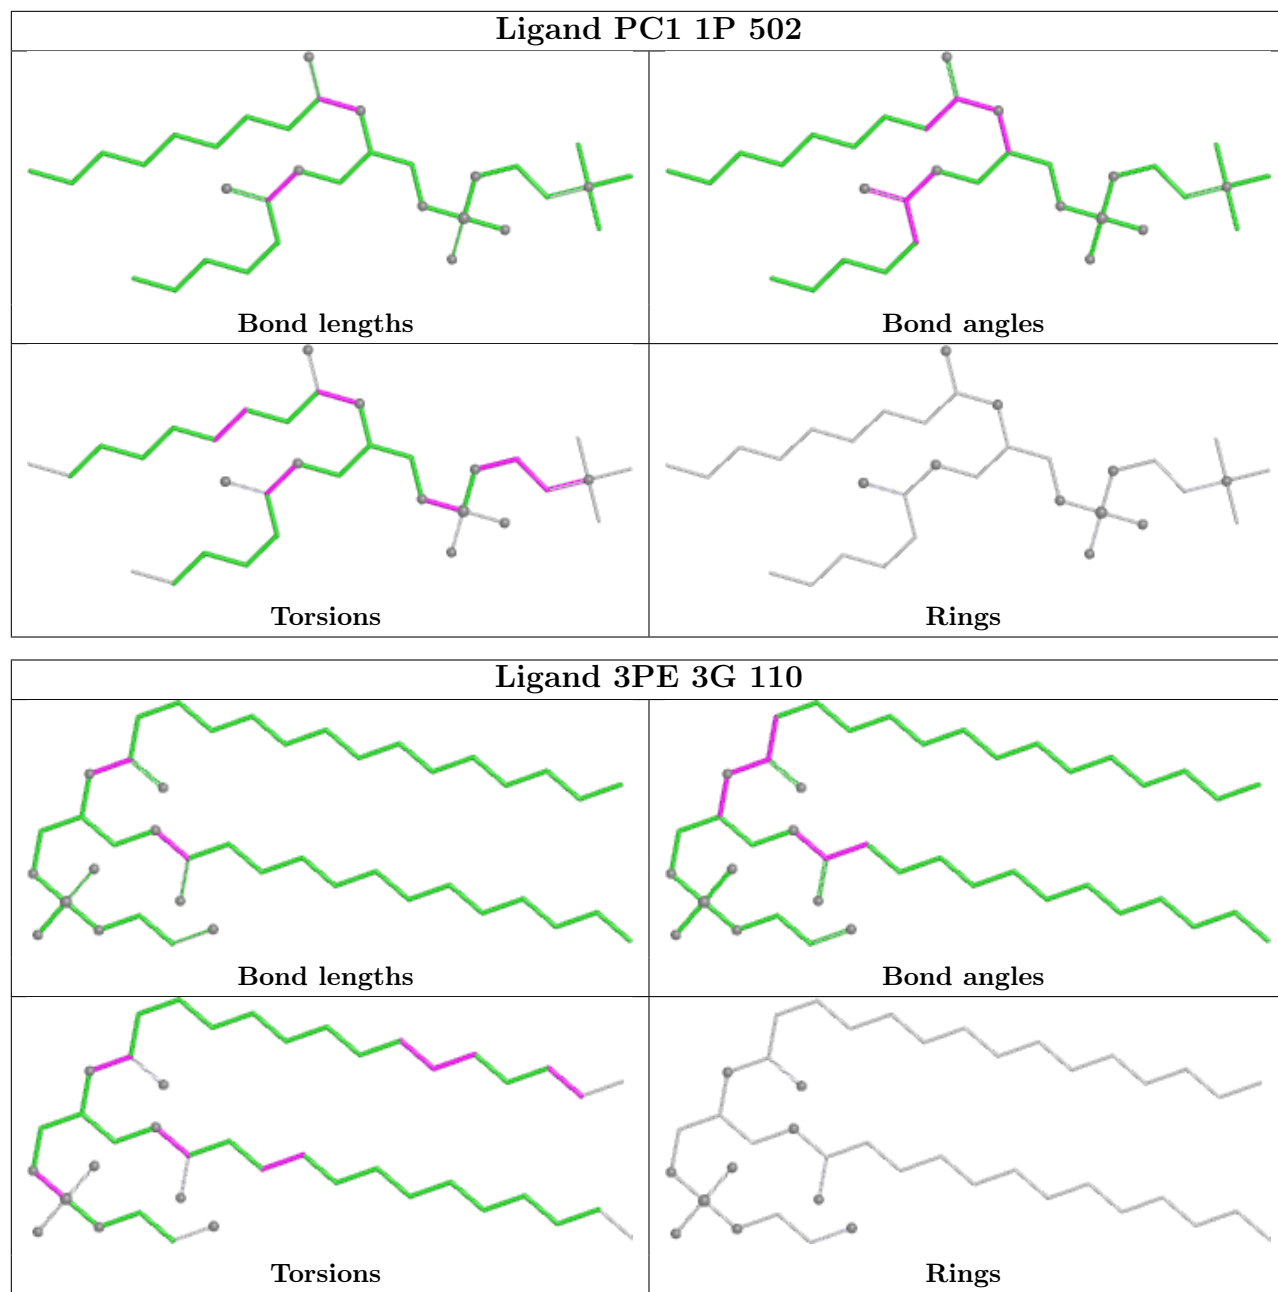 Ligand PC1 1P 502
Bond lengths
Bond angles
Torsions
Rings
Ligand 3PE 3G 110
Bond lengths
Bond angles
Torsions
Rings